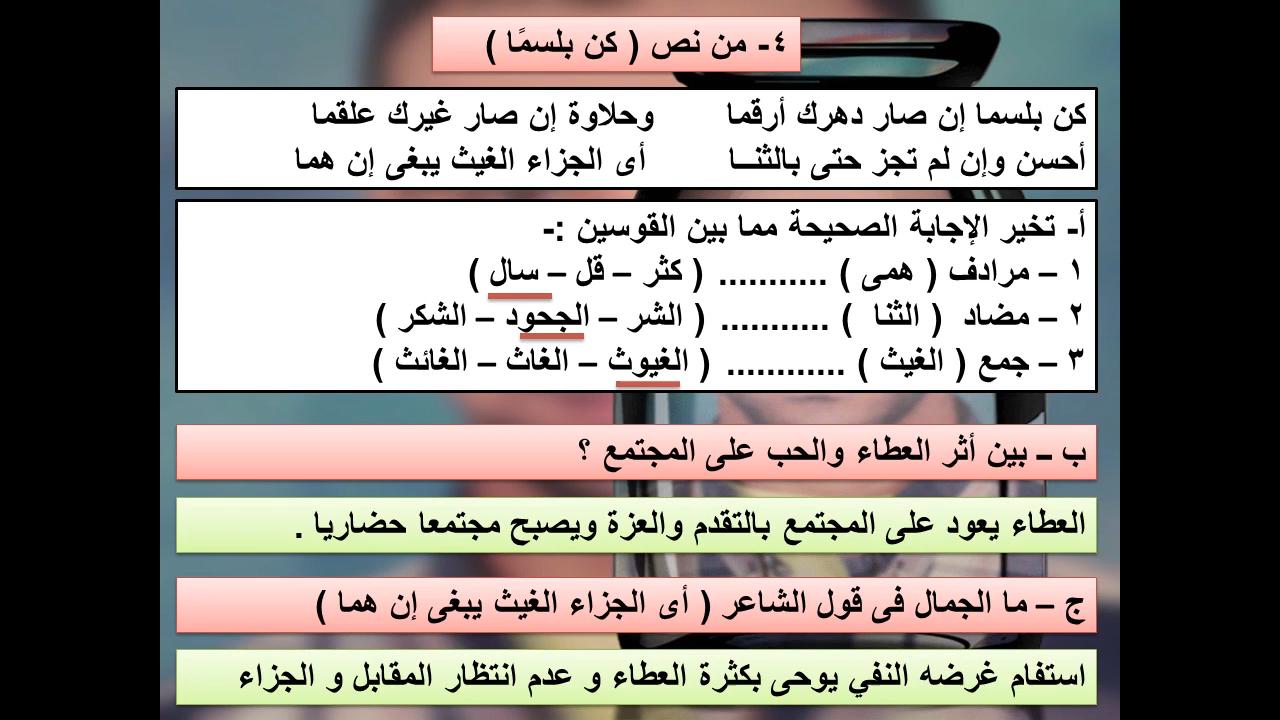 ٤- من نص ( كن بلسمًا )
كن بلسما إن صار دهرك أرقما وحلاوة إن صار غيرك علقما
أحسن وإن لم تجز حتى بالثنــا أى الجزاء الغيث يبغى إن هما
أ- تخير الإجابة الصحيحة مما بين القوسين :-
١ – مرادف ( همى ) ........... ( كثر – قل – سال )
٢ – مضاد ( الثنا ) ........... ( الشر – الجحود – الشكر )
٣ – جمع ( الغيث ) ............ ( الغيوث – الغاث – الغائث )
ب ـ بين أثر العطاء والحب على المجتمع ؟
العطاء يعود على المجتمع بالتقدم والعزة ويصبح مجتمعا حضاريا .
ج – ما الجمال فى قول الشاعر ( أى الجزاء الغيث يبغى إن هما )
استفام غرضه النفي يوحى بكثرة العطاء و عدم انتظار المقابل و الجزاء